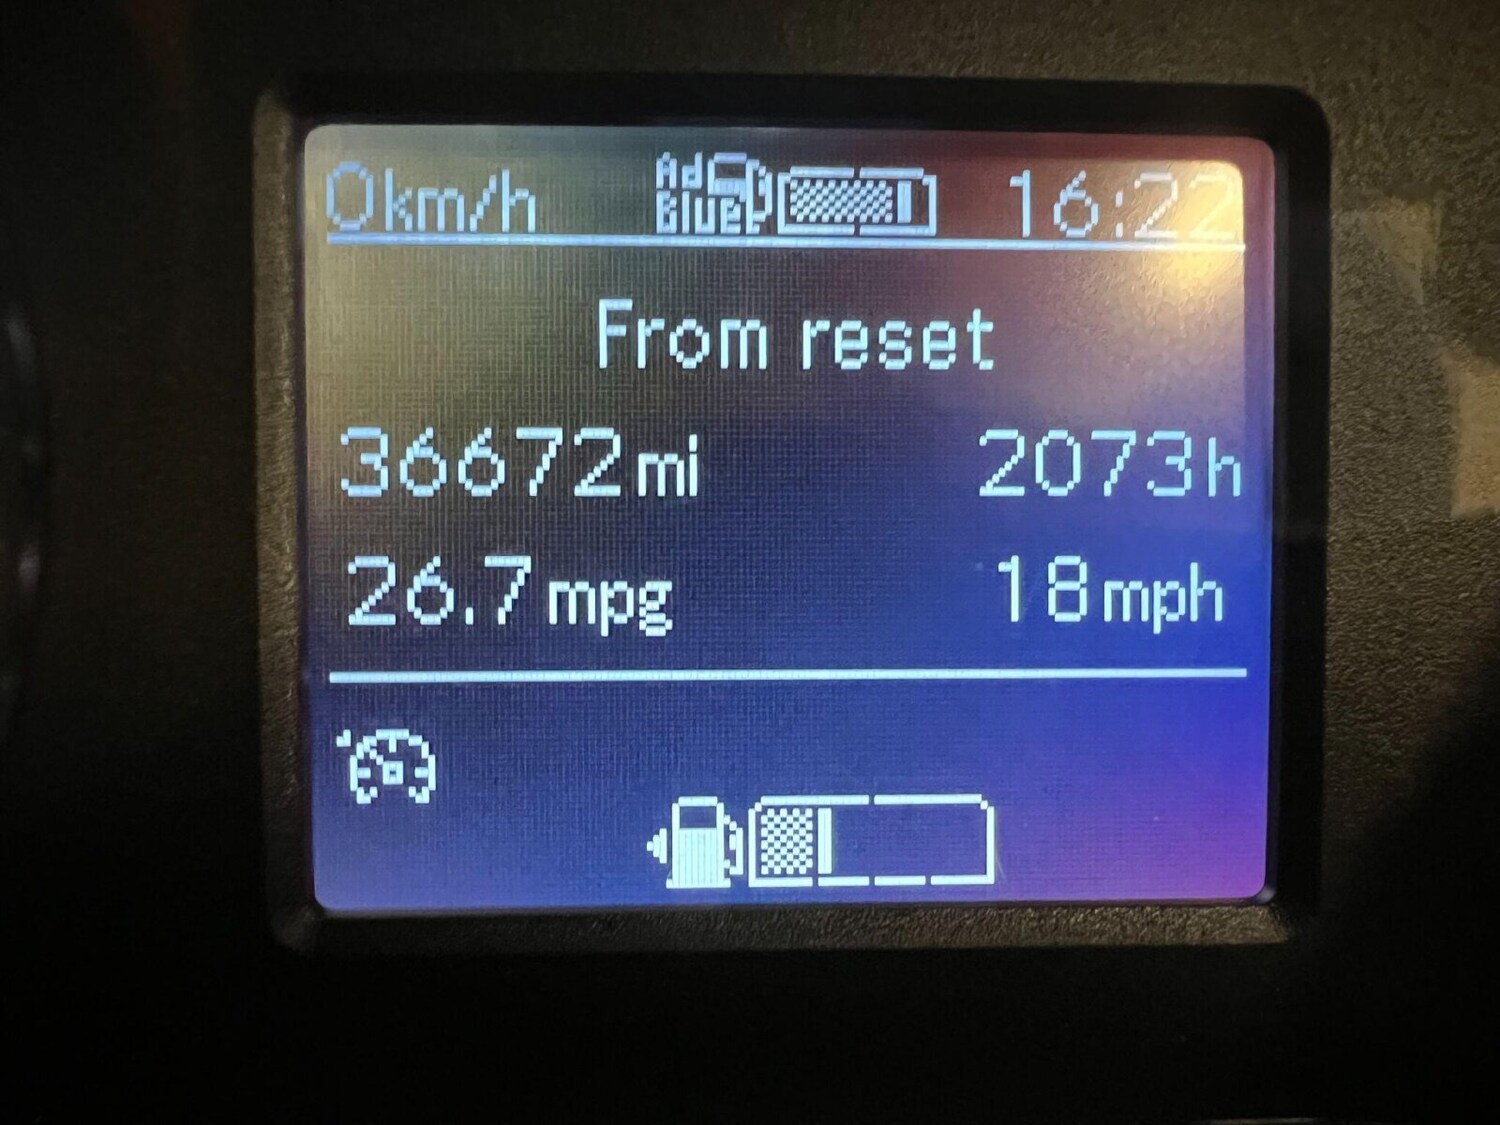 0km/h Ad Blue 16:22
From reset
36672mi 2073h
26.7mpg 18mph